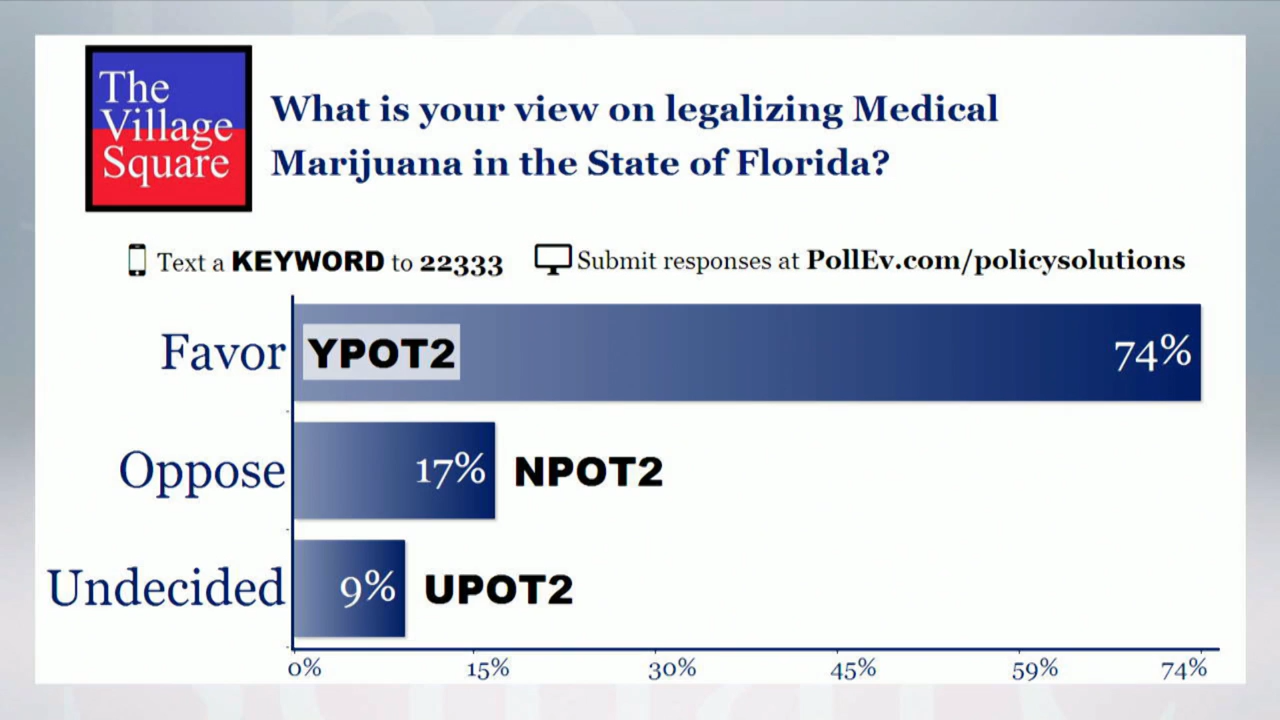 The
Village
Square
What is your view on legalizing Medical
Marijuana in the State of Florida?
Text a KEYWORD to 22333 Submit responses at PollEv.com/policysolutions
Favor YPOT2 74%
Oppose 17% NPOT2
Undecided 9% UPOT2
0% 15% 30% 45% 59% 74%